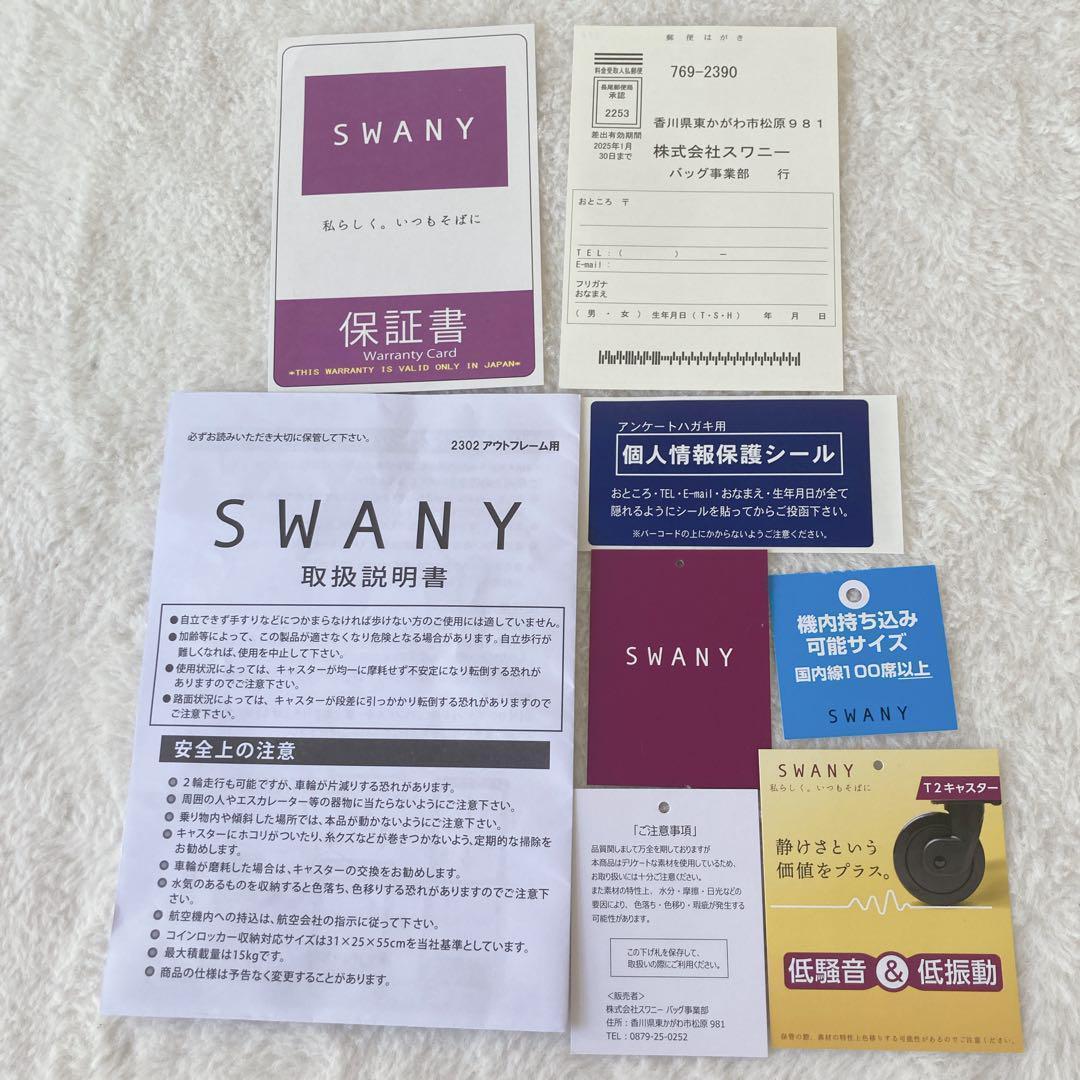 SWANY
私らしく。いつもそばに
保証書
Warranty Card
*THIS WARRANTY IS VALID ONLY IN JAPAN*
郵便はがき
料金受取人払郵便
長尾郵便局
承認
2253
差出有効期間
2025年1月
30日まで
769-2390
香川県東かがわ市松原981
株式会社スワニー
バッグ事業部 行
おところ 〒
TEL:( ) －
E-mail:
フリガナ
おなまえ
(男・女) 生年月日(T・S・H) 年 月 日
必ずお読みいただき大切に保管して下さい。
2302 アウトフレーム用
SWANY
取扱説明書
●自立できず手すりなどにつかまらなければ歩けない方のご使用には適していません。
●加齢等によって、この製品が適さなくなり危険となる場合があります。自立歩行が
難しくなれば、使用を中止して下さい。
●使用状況によっては、キャスターが均一に摩耗せず不安定になり転倒する恐れが
ありますのでご注意下さい。
●路面状況によっては、キャスターが段差に引っかかり転倒する恐れがありますので
ご注意下さい。
安全上の注意
●2輪走行も可能ですが、車輪が片減りする恐れがあります。
●周囲の人やエスカレーター等の器物に当たらないようにご注意下さい。
●乗り物内や傾斜した場所では、本品が動かないようにご注意下さい。
●キャスターにホコリがついたり、糸クズなどが巻きつかないよう、定期的な掃除を
お勧めします。
●車輪が磨耗した場合は、キャスターの交換をお勧めします。
●水気のあるものを収納すると色落ち、色移りする恐れがありますのでご注意下
さい。
●航空機内への持込は、航空会社の指示に従って下さい。
●コインロッカー収納対応サイズは31×25×55cmを当社基準としています。
●最大積載量は15kgです。
●商品の仕様は予告なく変更することがあります。
アンケートハガキ用
個人情報保護シール
おところ・TEL・E-mail・おなまえ・生年月日が全て
隠れるようにシールを貼ってからご投函下さい。
※バーコードの上にかからないようご注意ください。
SWANY
機内持ち込み
可能サイズ
国内線100席以上
SWANY
「ご注意事項」
品質関しまして万全を期しておりますが
本商品はデリケートな素材を使用しているため、
お取り扱いには十分ご注意ください。
また素材の特性上、水分・摩擦・日光などの
要因により、色落ち・色移り・瑕疵が発生する
可能性があります。
この下げ札を保存して、
取扱いの際にご利用ください。
<販売者>
株式会社スワニー バッグ事業部
住所：香川県東かがわ市松原 981
TEL：0879-25-0252
SWANY
私らしく。いつもそばに
T2キャスター
静けさという
価値をプラス。
低騒音&低振動
保管の際、素材の特性上色移りする可能性があるのでご注意ください。